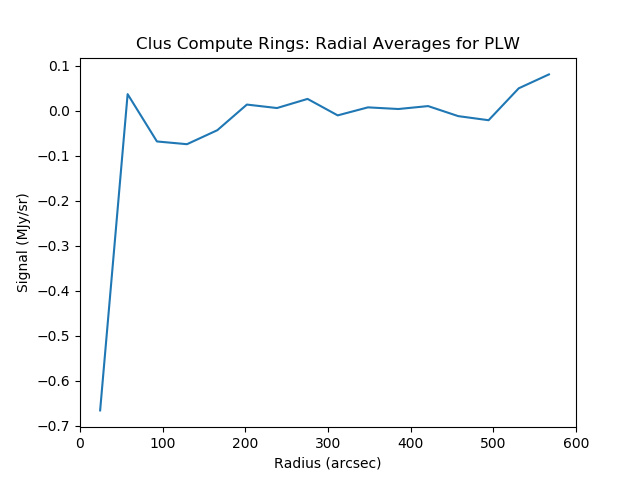 Clus Compute Rings: Radial Averages for PLW
0.1
0.0
−0.1
−0.2
−0.3
−0.4
−0.5
−0.6
−0.7
Signal (MJy/sr)
0 100 200 300 400 500 600
Radius (arcsec)